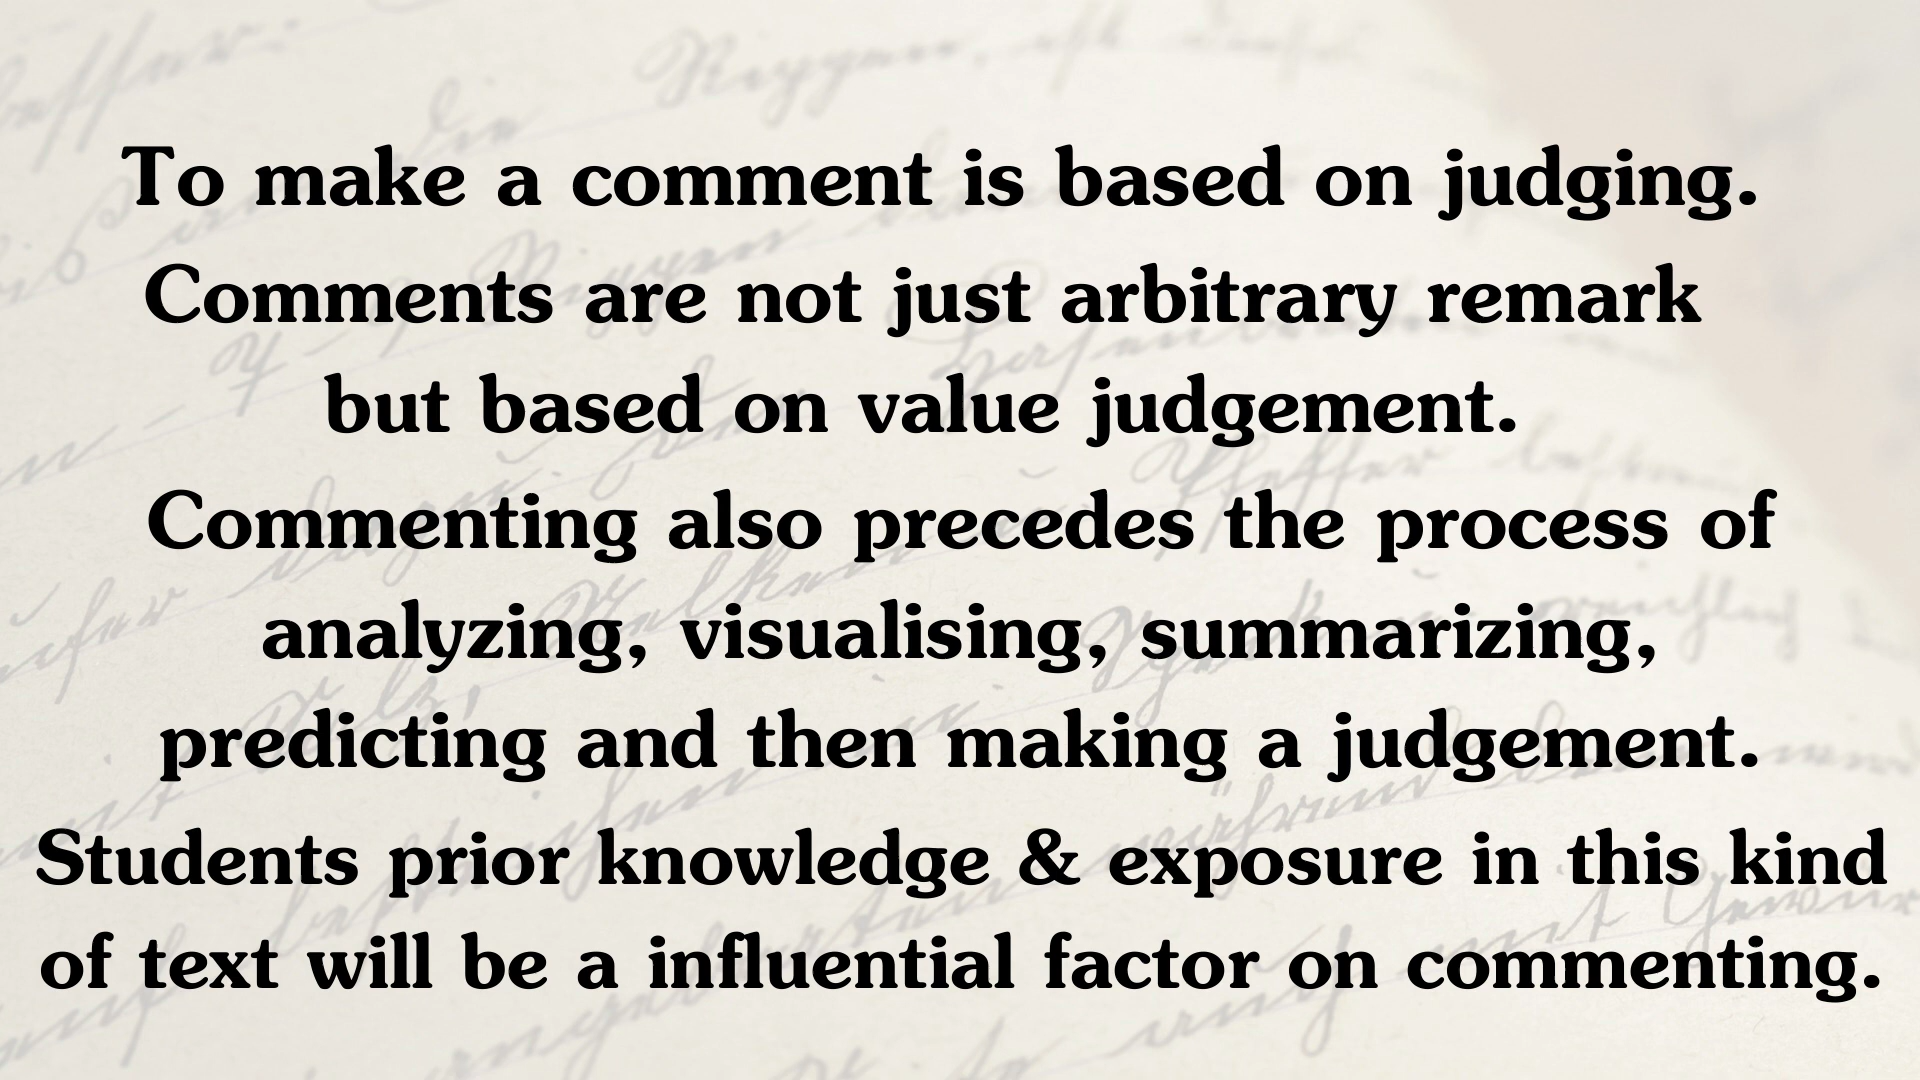 To make a comment is based on judging.
Comments are not just arbitrary remark
but based on value judgement.
Commenting also precedes the process of
analyzing, visualising, summarizing,
predicting and then making a judgement.
Students prior knowledge & exposure in this kind
of text will be a influential factor on commenting.